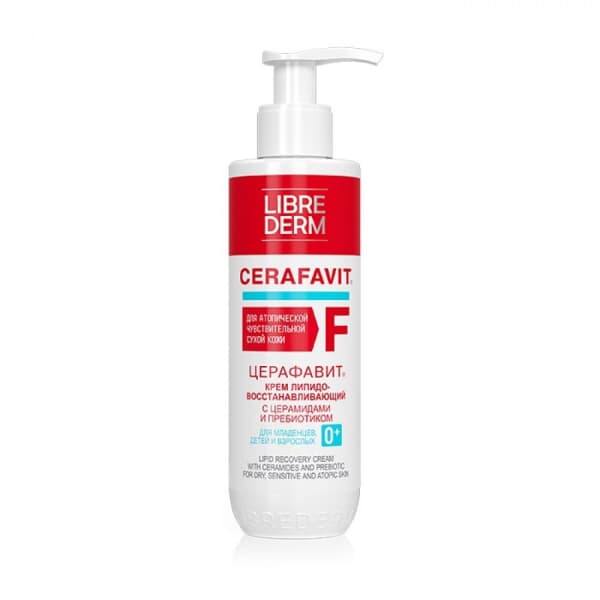 LIBRE
DERM
CERAFAVIT®
ДЛЯ АТОПИЧЕСКОЙ
ЧУВСТВИТЕЛЬНОЙ
СУХОЙ КОЖИ
F
ЦЕРАФАВИТ®
КРЕМ ЛИПИДО-
ВОССТАНАВЛИВАЮЩИЙ
С ЦЕРАМИДАМИ
И ПРЕБИОТИКОМ
ДЛЯ МЛАДЕНЦЕВ,
ДЕТЕЙ И ВЗРОСЛЫХ
0+
LIPID RECOVERY CREAM
WITH CERAMIDES AND PREBIOTIC
FOR DRY, SENSITIVE AND ATOPIC SKIN